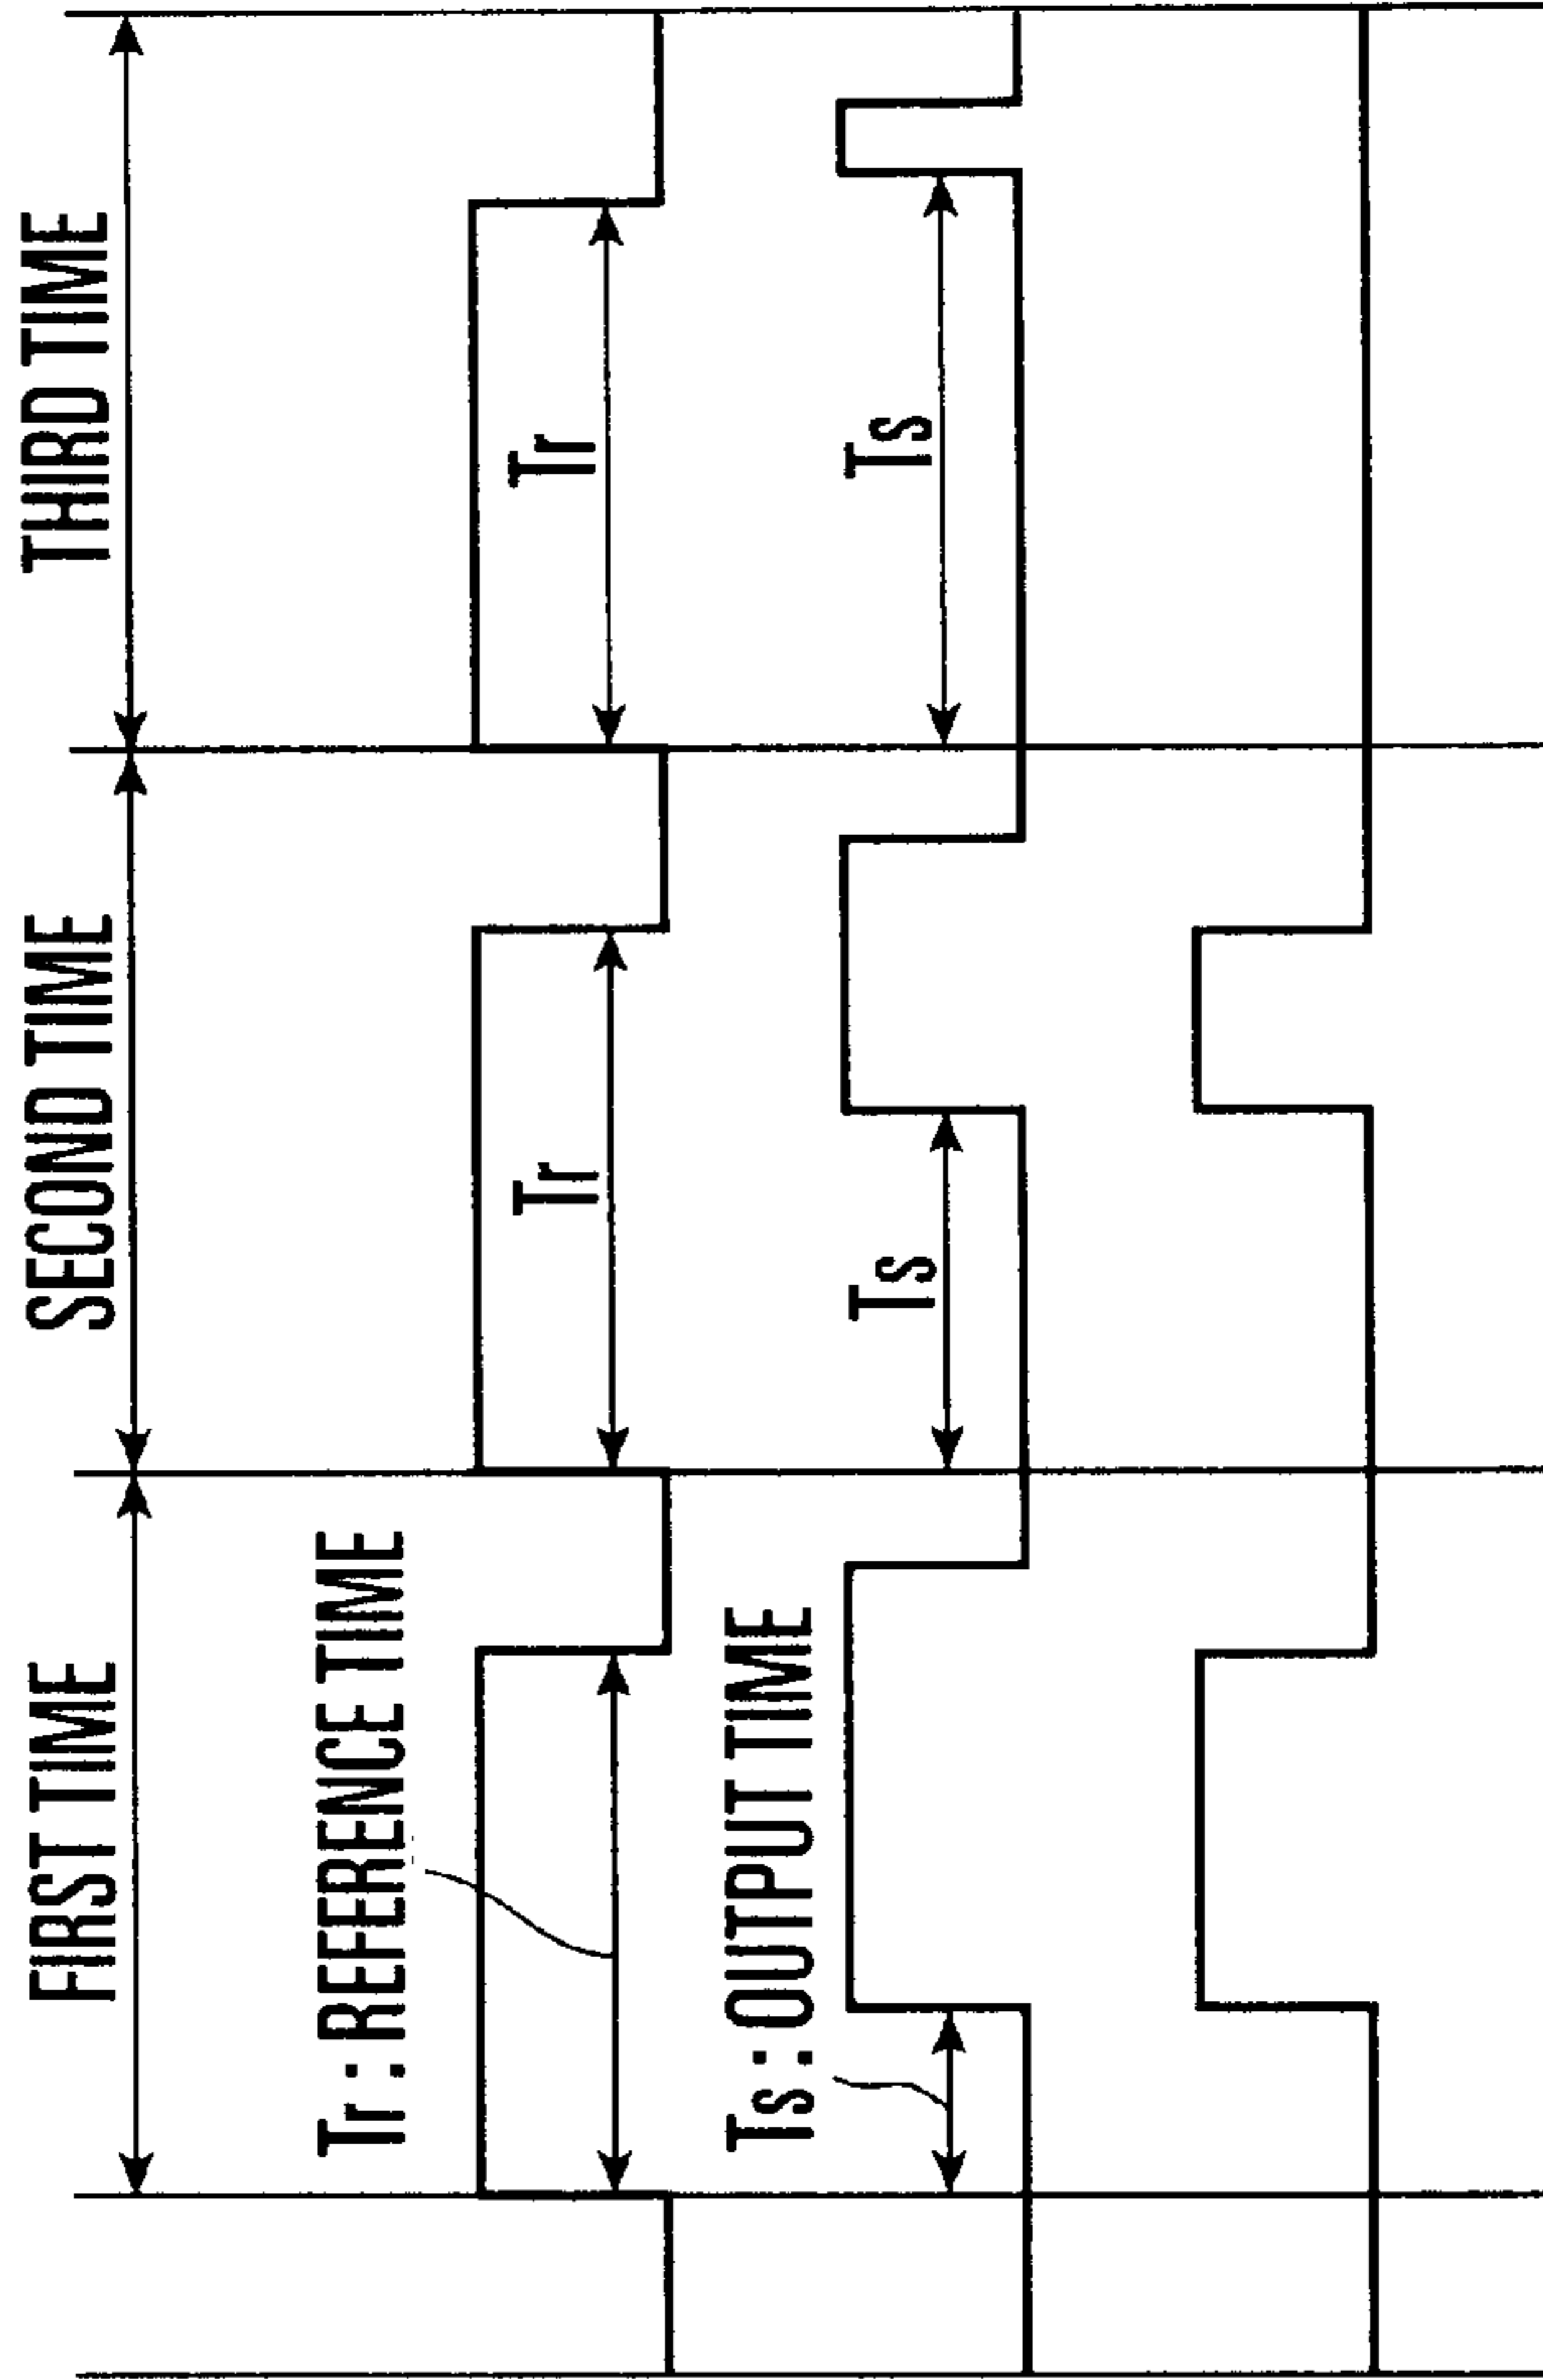 FIRST TIME
SECOND TIME
THIRD TIME
Tr : REFERENCE TIME
Tr
Tr
Ts : OUTPUT TIME
Ts
Ts